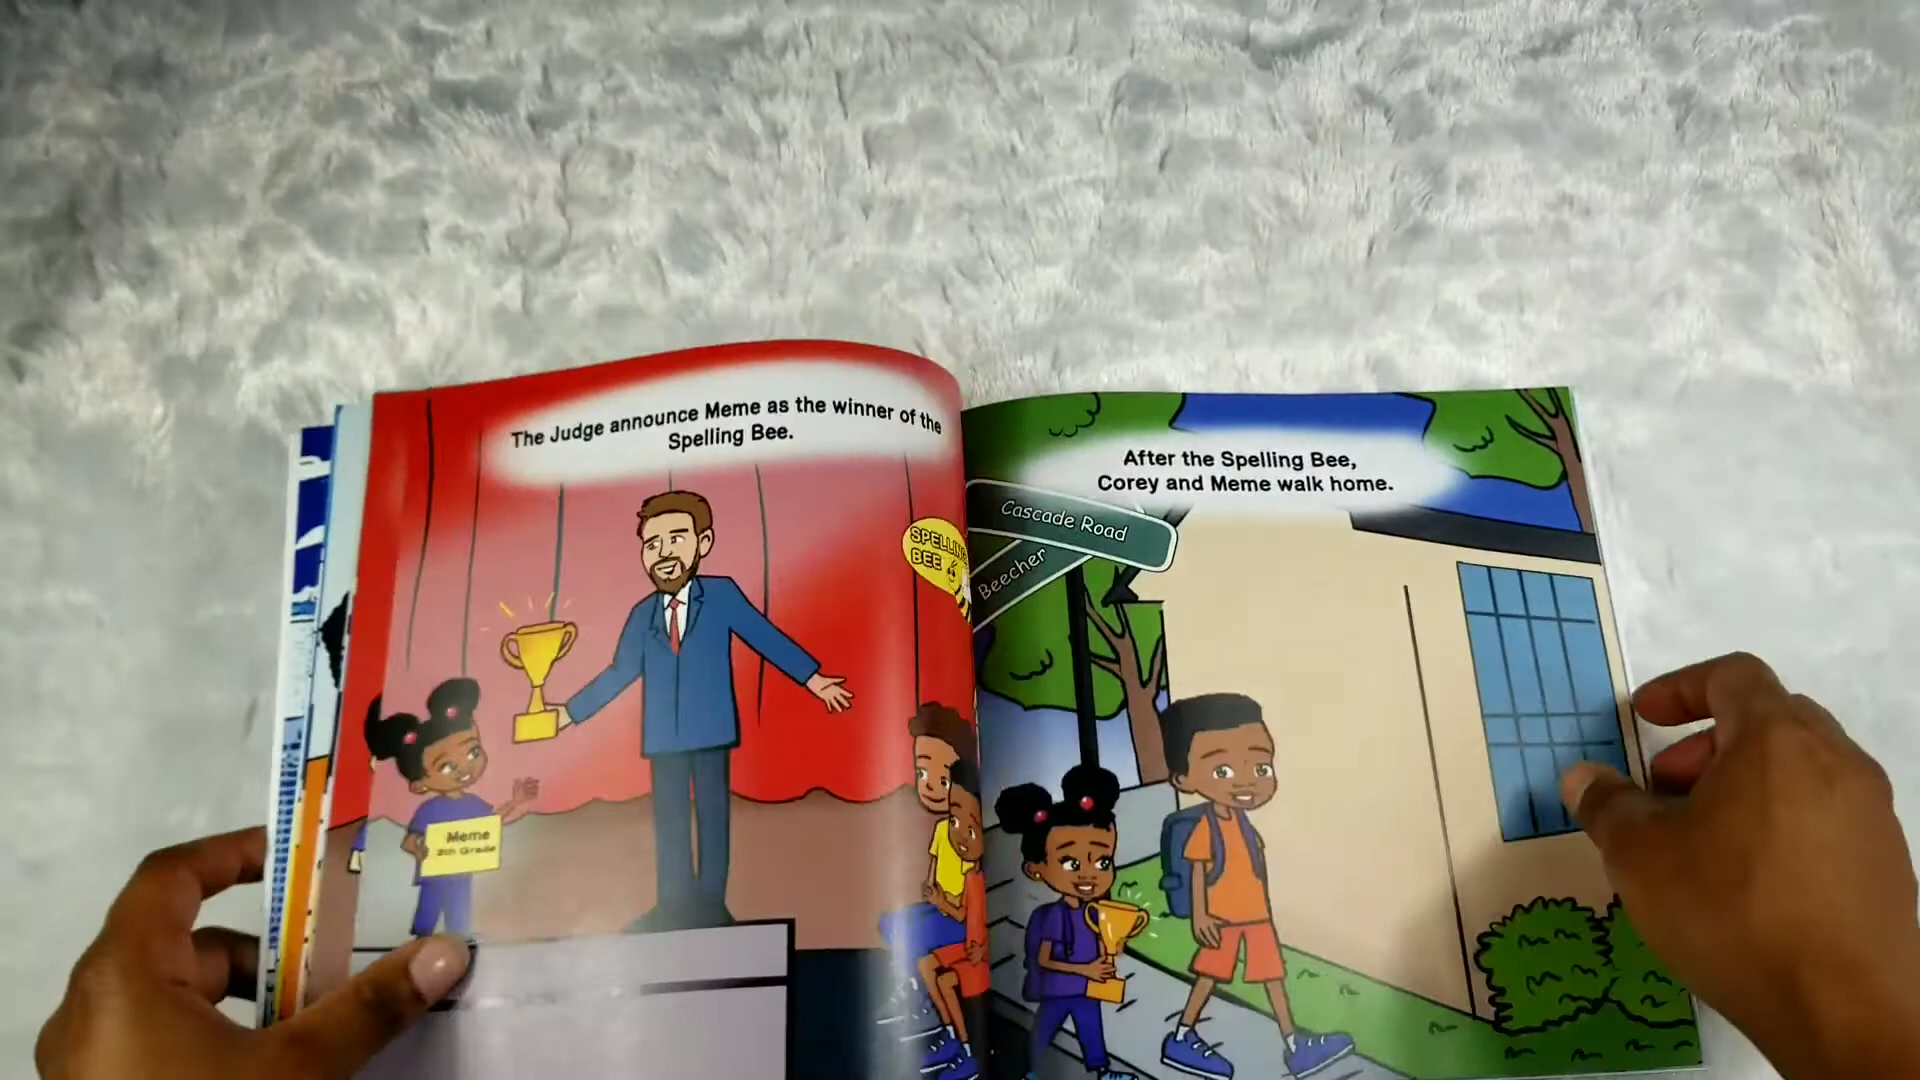 The Judge announce Meme as the winner of the
Spelling Bee.
SPELLING
BEE
Meme
After the Spelling Bee,
Corey and Meme walk home.
Cascade Road
Beecher